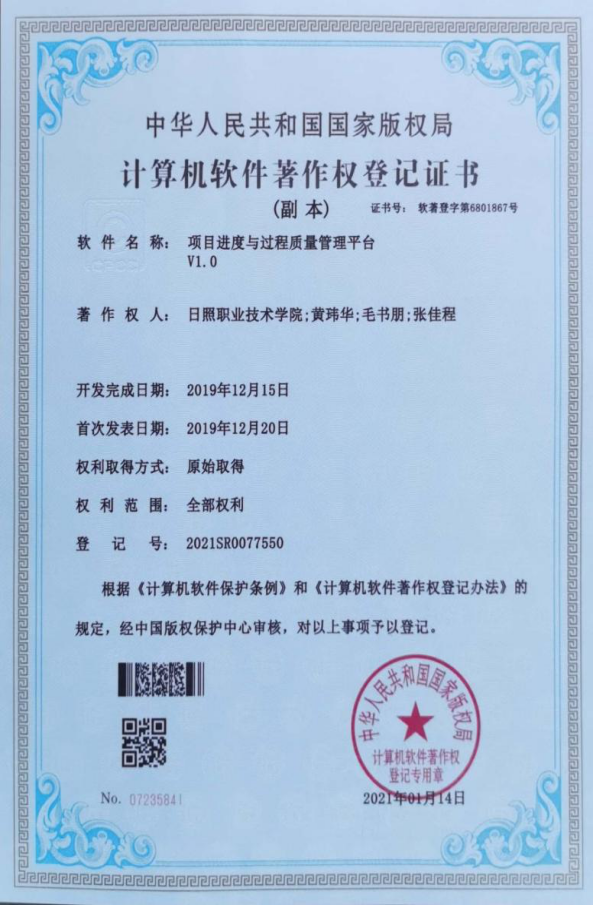 中华人民共和国国家版权局
计算机软件著作权登记证书
(副本)
证书号： 软著登字第6801867号
软件名称： 项目进度与过程质量管理平台
V1.0
著作权人： 日照职业技术学院;黄玮华;毛书朋;张佳程
开发完成日期： 2019年12月15日
首次发表日期： 2019年12月20日
权利取得方式： 原始取得
权利范围： 全部权利
登记号： 2021SR0077550
根据《计算机软件保护条例》和《计算机软件著作权登记办法》的
规定，经中国版权保护中心审核，对以上事项予以登记。
中华人民共和国国家版权局
计算机软件著作权
登记专用章
No. 07235841
2021年01月14日